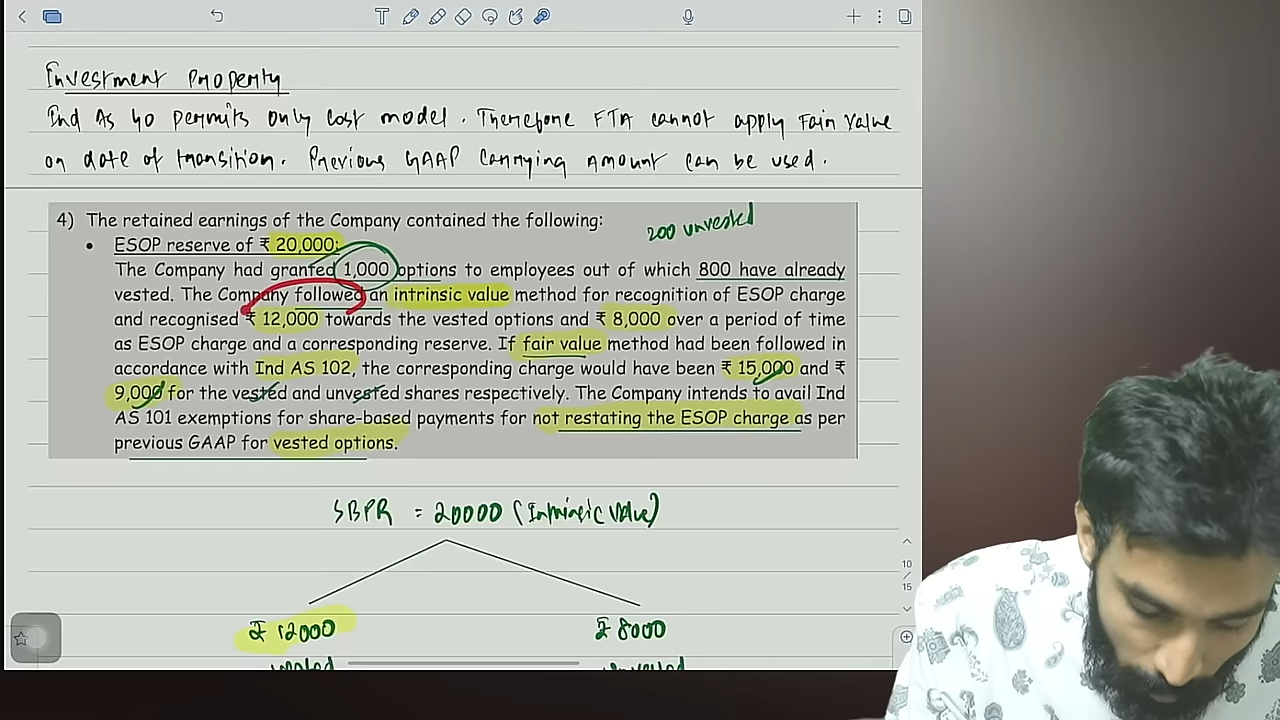 Investment Property
Ind As 40 permits only cost model. Therefore FTA cannot apply Fair Value
on date of transition. Previous GAAP Carrying Amount can be used.
4) The retained earnings of the Company contained the following:
200 unvested
• ESOP reserve of ₹ 20,000:
The Company had granted 1,000 options to employees out of which 800 have already
vested. The Company followed an intrinsic value method for recognition of ESOP charge
and recognised ₹ 12,000 towards the vested options and ₹ 8,000 over a period of time
as ESOP charge and a corresponding reserve. If fair value method had been followed in
accordance with Ind AS 102, the corresponding charge would have been ₹ 15,000 and ₹
9,000 for the vested and unvested shares respectively. The Company intends to avail Ind
AS 101 exemptions for share-based payments for not restating the ESOP charge as per
previous GAAP for vested options.
SBPR = 20000 (Intrinsic Value)
₹ 12000 ₹ 8000
vested unvested
10
/
15